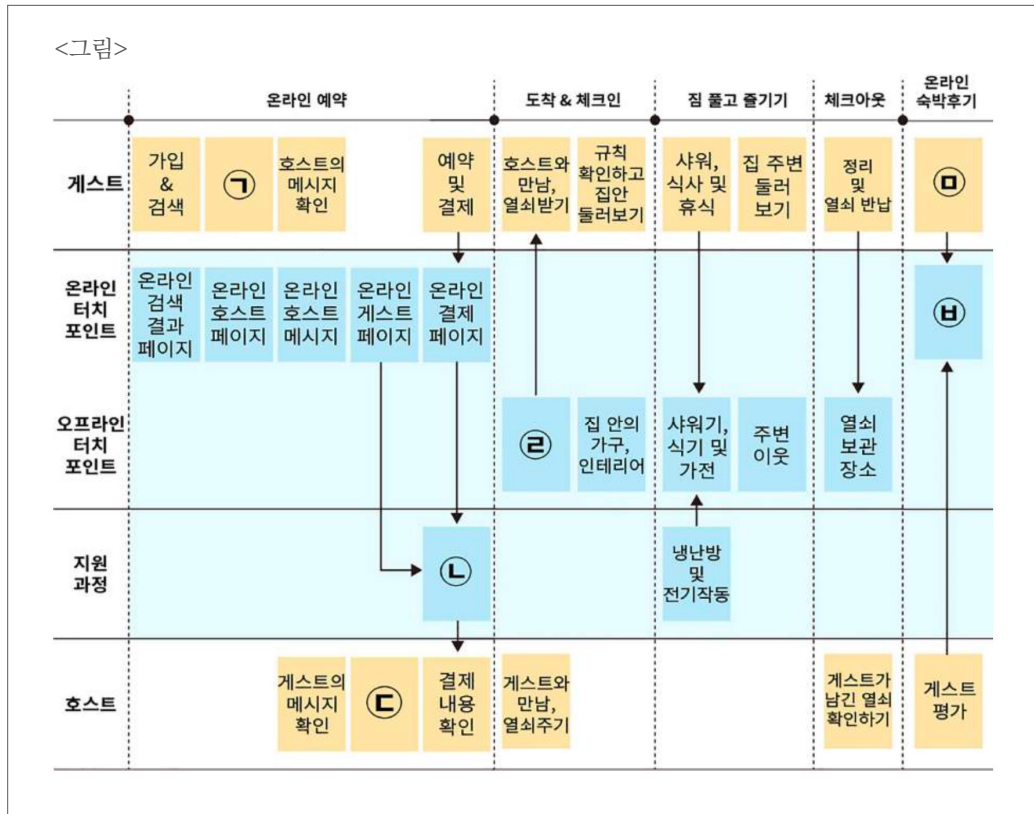 <그림>
온라인 예약
도착 & 체크인
짐 풀고 즐기기
체크아웃
온라인
숙박후기
게스트
가입
&
검색
㉠
호스트의
메시지
확인
예약
및
결제
호스트와
만남,
열쇠받기
규칙
확인하고
집안
둘러보기
샤워,
식사 및
휴식
집 주변
둘러
보기
정리
및
열쇠 반납
㉤
온라인
터치
포인트
온라인
검색
결과
페이지
온라인
호스트
페이지
온라인
호스트
메시지
온라인
게스트
페이지
온라인
결제
페이지
㉥
오프라인
터치
포인트
㉣
집 안의
가구,
인테리어
샤워기,
식기 및
가전
주변
이웃
열쇠
보관
장소
지원
과정
㉡
냉난방
및
전기작동
호스트
게스트의
메시지
확인
㉢
결제
내용
확인
게스트와
만남,
열쇠주기
게스트가
남긴 열쇠
확인하기
게스트
평가